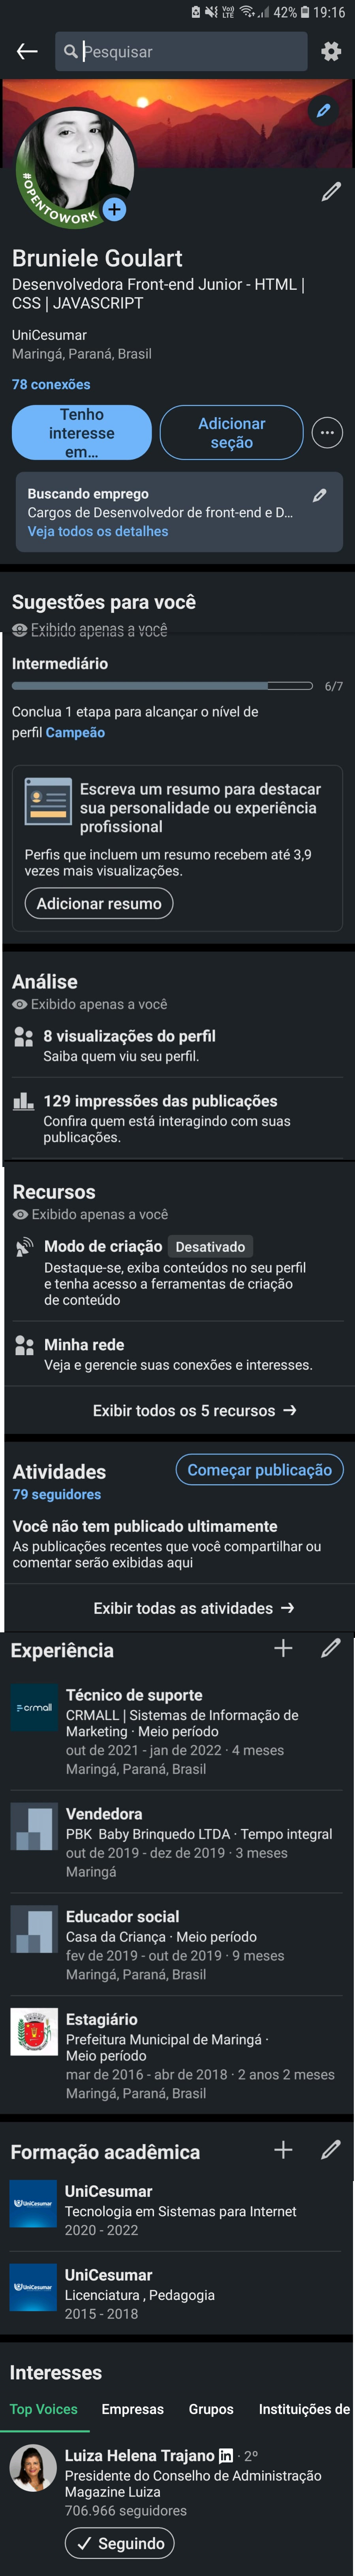 42% 19:16
Pesquisar
#OPENTOWORK
Bruniele Goulart
Desenvolvedora Front-end Junior - HTML |
CSS | JAVASCRIPT
UniCesumar
Maringá, Paraná, Brasil
78 conexões
Tenho
interesse
em...
Adicionar
seção
Buscando emprego
Cargos de Desenvolvedor de front-end e D...
Veja todos os detalhes
Sugestões para você
Exibido apenas a você
Intermediário
6/7
Conclua 1 etapa para alcançar o nível de
perfil Campeão
Escreva um resumo para destacar
sua personalidade ou experiência
profissional
Perfis que incluem um resumo recebem até 3,9
vezes mais visualizações.
Adicionar resumo
Análise
Exibido apenas a você
8 visualizações do perfil
Saiba quem viu seu perfil.
129 impressões das publicações
Confira quem está interagindo com suas
publicações.
Recursos
Exibido apenas a você
Modo de criação Desativado
Destaque-se, exiba conteúdos no seu perfil
e tenha acesso a ferramentas de criação
de conteúdo
Minha rede
Veja e gerencie suas conexões e interesses.
Exibir todos os 5 recursos →
Atividades
Começar publicação
79 seguidores
Você não tem publicado ultimamente
As publicações recentes que você compartilhar ou
comentar serão exibidas aqui
Exibir todas as atividades →
Experiência
crmall
Técnico de suporte
CRMALL | Sistemas de Informação de
Marketing · Meio período
out de 2021 - jan de 2022 · 4 meses
Maringá, Paraná, Brasil
Vendedora
PBK Baby Brinquedo LTDA · Tempo integral
out de 2019 - dez de 2019 · 3 meses
Maringá
Educador social
Casa da Criança · Meio período
fev de 2019 - out de 2019 · 9 meses
Maringá, Paraná, Brasil
Estagiário
Prefeitura Municipal de Maringá ·
Meio período
mar de 2016 - abr de 2018 · 2 anos 2 meses
Maringá, Paraná, Brasil
Formação acadêmica
UniCesumar
UniCesumar
Tecnologia em Sistemas para Internet
2020 - 2022
UniCesumar
UniCesumar
Licenciatura , Pedagogia
2015 - 2018
Interesses
Top Voices Empresas Grupos Instituições de
Luiza Helena Trajano in · 2º
Presidente do Conselho de Administração
Magazine Luiza
706.966 seguidores
Seguindo